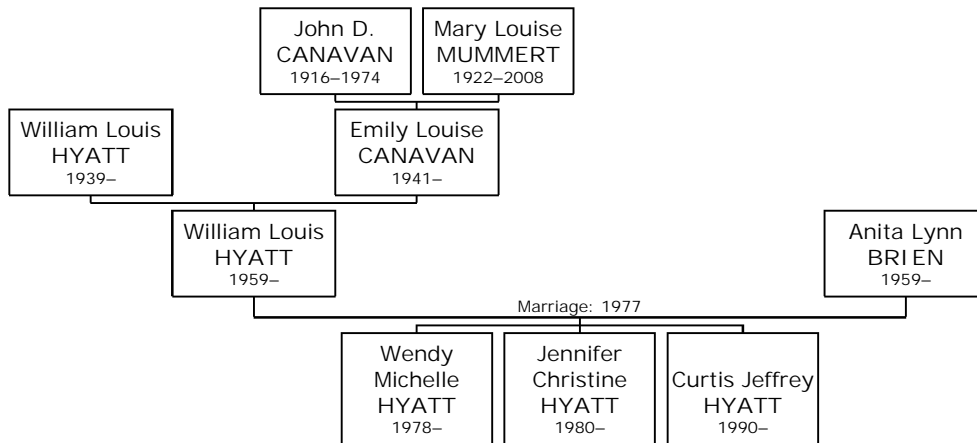 John D.
CANAVAN
1916–1974
Mary Louise
MUMMERT
1922–2008
William Louis
HYATT
1939–
Emily Louise
CANAVAN
1941–
William Louis
HYATT
1959–
Anita Lynn
BRIEN
1959–
Marriage: 1977
Wendy
Michelle
HYATT
1978–
Jennifer
Christine
HYATT
1980–
Curtis Jeffrey
HYATT
1990–